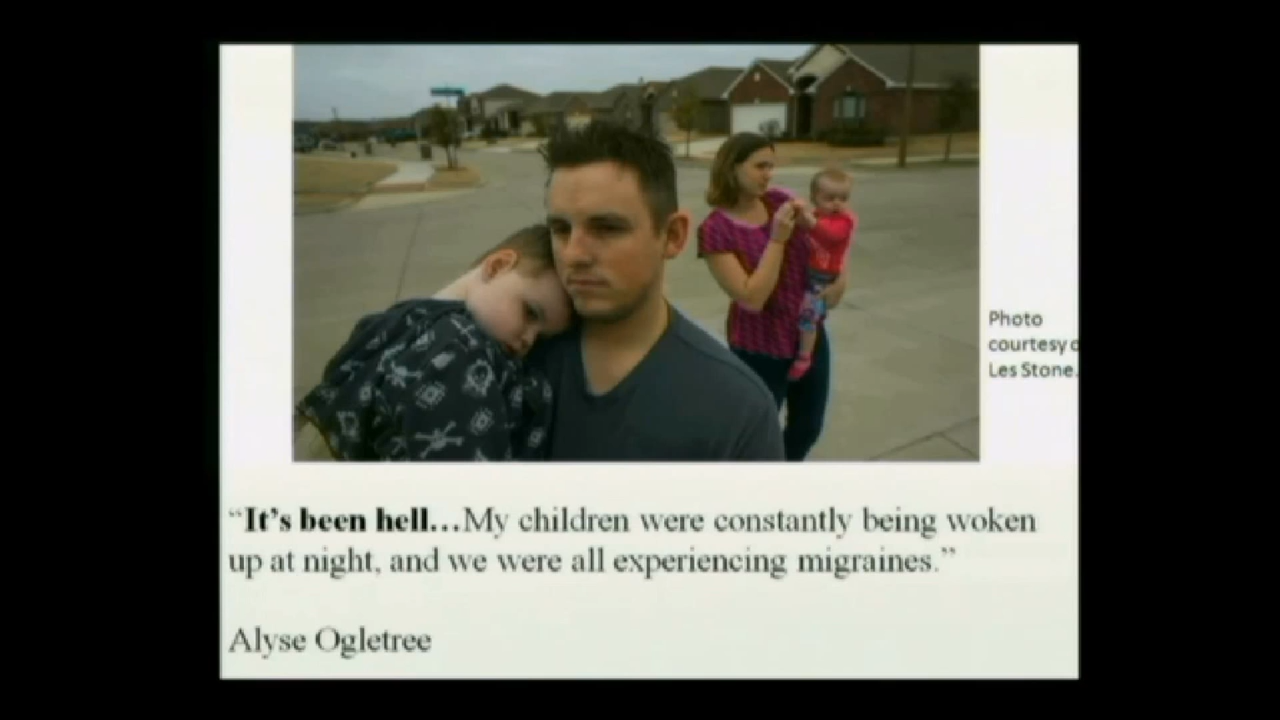 Photo
courtesy
Les Stone.
“It’s been hell…My children were constantly being woken
up at night, and we were all experiencing migraines.”
Alyse Ogletree